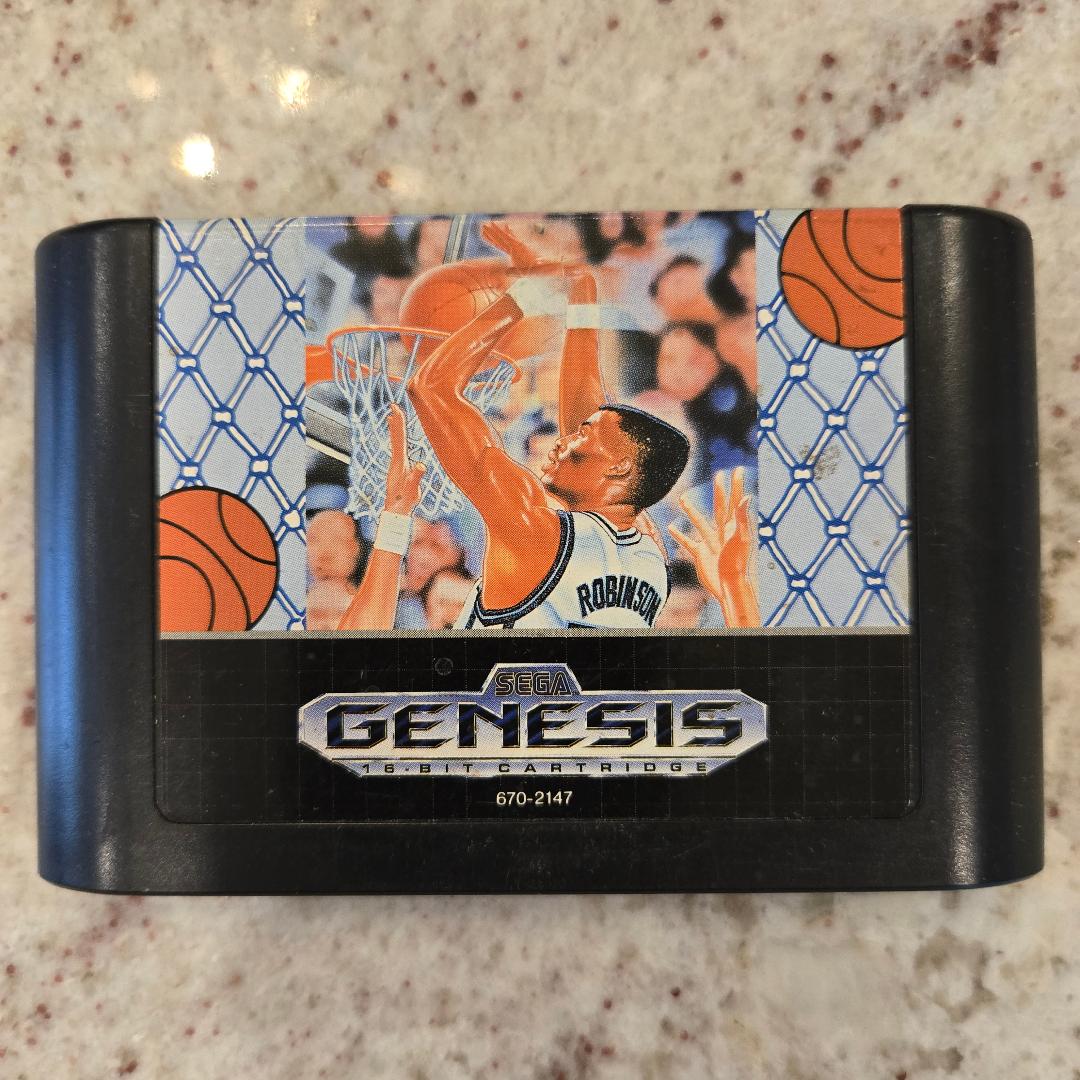 ROBINSON
SEGA
GENESIS
16-BIT CARTRIDGE
670-2147